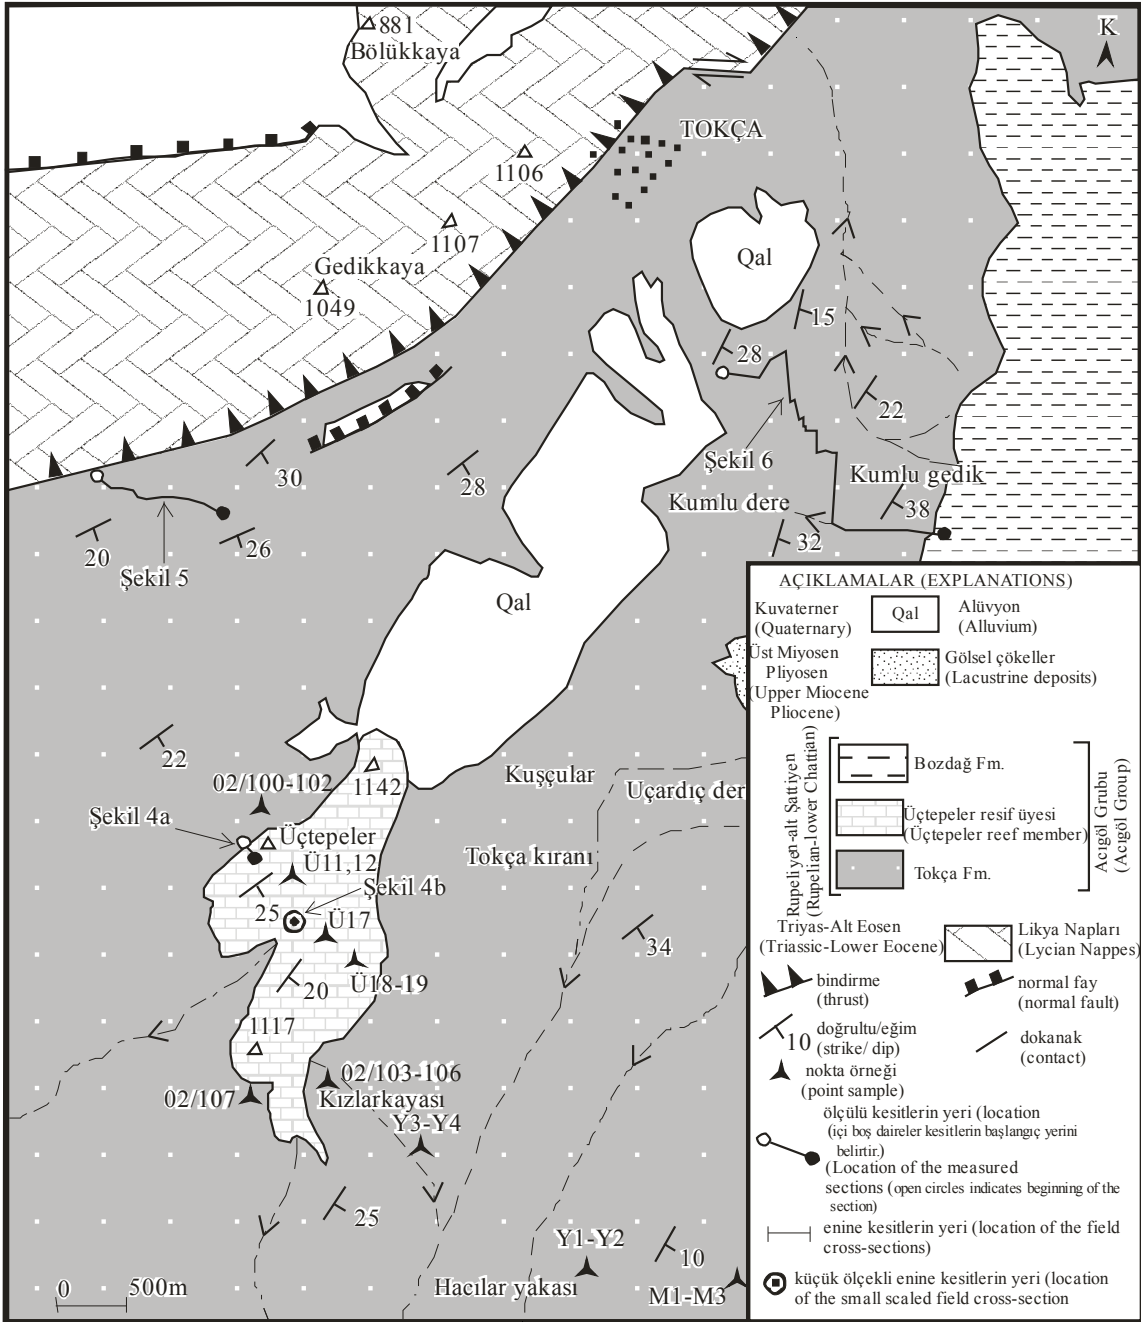 881
Bölükkaya
K
TOKÇA
1106
1107
Gedikkaya
1049
Qal
15
28
22
Şekil 6
30
28
Kumlu gedik
Kumlu dere
38
20
26
32
Şekil 5
Qal
22
02/100-102
1142
Kuşçular
Uçardıç der
Şekil 4a
Üçtepeler
Ü11,12
Tokça kıranı
Şekil 4b
25
Ü17
34
20
Ü18-19
1117
02/103-106
02/107
Kızlarkayası
Y3-Y4
25
Y1-Y2
10
0 500m
Hacılar yakası
M1-M3
AÇIKLAMALAR (EXPLANATIONS)
Kuvaterner
(Quaternary)
Qal
Alüvyon
(Alluvium)
Üst Miyosen
Pliyosen
(Upper Miocene
Pliocene)
Gölsel çökeller
(Lacustrine deposits)
Rupeliyen-alt Şattiyen
(Rupelian-lower Chattian)
Bozdağ Fm.
Üçtepeler resif üyesi
(Üçtepeler reef member)
Tokça Fm.
Acıgöl Grubu
(Acıgöl Group)
Triyas-Alt Eosen
(Triassic-Lower Eocene)
Likya Napları
(Lycian Nappes)
bindirme
(thrust)
normal fay
(normal fault)
10
doğrultu/eğim
(strike/ dip)
dokanak
(contact)
nokta örneği
(point sample)
ölçülü kesitlerin yeri (location
(içi boş daireler kesitlerin başlangıç yerini
belirtir.)
(Location of the measured
sections (open circles indicates beginning of the
section)
enine kesitlerin yeri (location of the field
cross-sections)
küçük ölçekli enine kesitlerin yeri (location
of the small scaled field cross-section